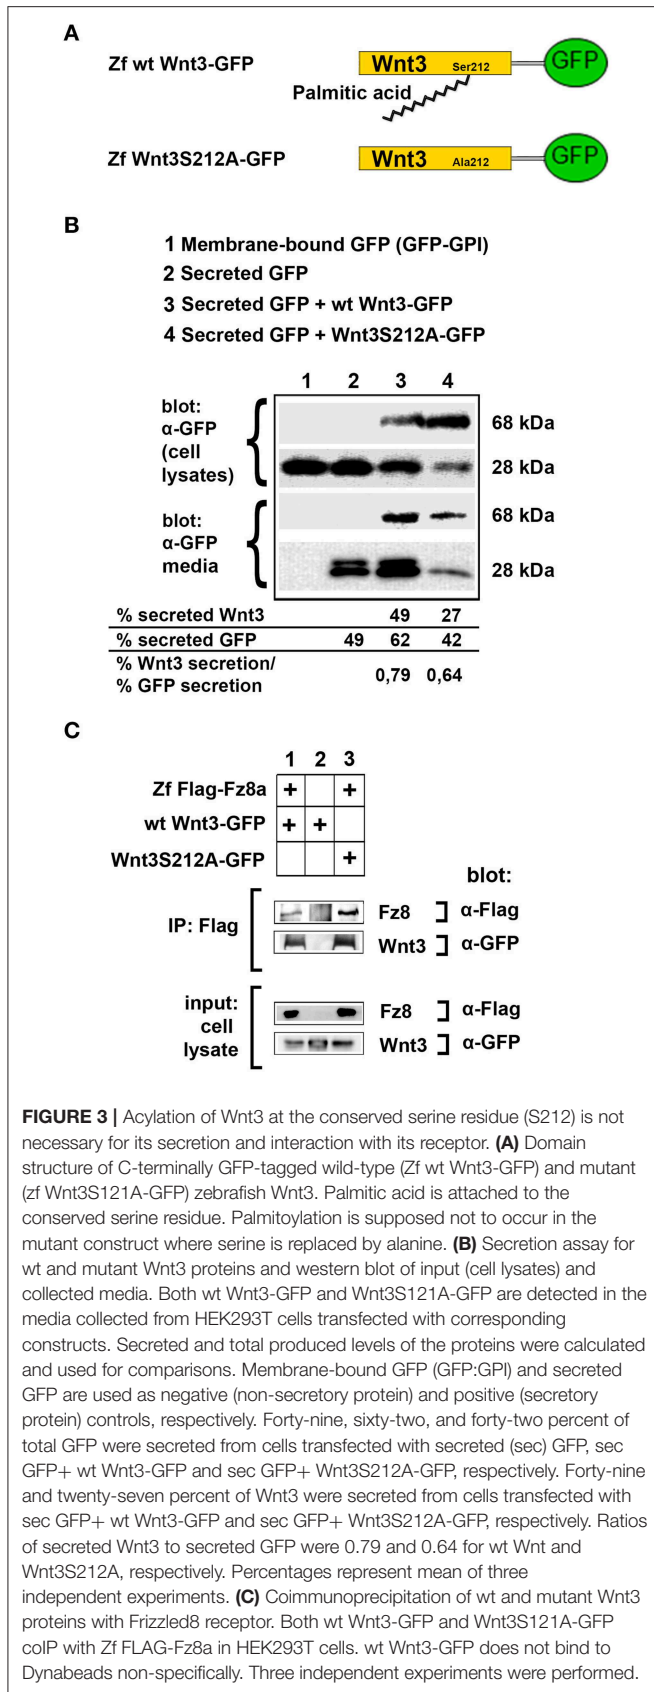 A
Zf wt Wnt3-GFP
Wnt3 Ser212
GFP
Palmitic acid
Zf Wnt3S212A-GFP
Wnt3 Ala212
GFP
B
1 Membrane-bound GFP (GFP-GPI)
2 Secreted GFP
3 Secreted GFP + wt Wnt3-GFP
4 Secreted GFP + Wnt3S212A-GFP
1 2 3 4
blot:
α-GFP
(cell
lysates)
68 kDa
28 kDa
blot:
α-GFP
media
68 kDa
28 kDa
% secreted Wnt3 49 27
% secreted GFP 49 62 42
% Wnt3 secretion/
% GFP secretion 0,79 0,64
C
1 2 3
Zf Flag-Fz8a + +
wt Wnt3-GFP + +
Wnt3S212A-GFP +
blot:
IP: Flag
Fz8 ] α-Flag
Wnt3 ] α-GFP
input:
cell
lysate
Fz8 ] α-Flag
Wnt3 ] α-GFP
FIGURE 3 | Acylation of Wnt3 at the conserved serine residue (S212) is not
necessary for its secretion and interaction with its receptor. (A) Domain
structure of C-terminally GFP-tagged wild-type (Zf wt Wnt3-GFP) and mutant
(zf Wnt3S121A-GFP) zebrafish Wnt3. Palmitic acid is attached to the
conserved serine residue. Palmitoylation is supposed not to occur in the
mutant construct where serine is replaced by alanine. (B) Secretion assay for
wt and mutant Wnt3 proteins and western blot of input (cell lysates) and
collected media. Both wt Wnt3-GFP and Wnt3S121A-GFP are detected in the
media collected from HEK293T cells transfected with corresponding
constructs. Secreted and total produced levels of the proteins were calculated
and used for comparisons. Membrane-bound GFP (GFP:GPI) and secreted
GFP are used as negative (non-secretory protein) and positive (secretory
protein) controls, respectively. Forty-nine, sixty-two, and forty-two percent of
total GFP were secreted from cells transfected with secreted (sec) GFP, sec
GFP+ wt Wnt3-GFP and sec GFP+ Wnt3S212A-GFP, respectively. Forty-nine
and twenty-seven percent of Wnt3 were secreted from cells transfected with
sec GFP+ wt Wnt3-GFP and sec GFP+ Wnt3S212A-GFP, respectively. Ratios
of secreted Wnt3 to secreted GFP were 0.79 and 0.64 for wt Wnt and
Wnt3S212A, respectively. Percentages represent mean of three
independent experiments. (C) Coimmunoprecipitation of wt and mutant Wnt3
proteins with Frizzled8 receptor. Both wt Wnt3-GFP and Wnt3S121A-GFP
coIP with Zf FLAG-Fz8a in HEK293T cells. wt Wnt3-GFP does not bind to
Dynabeads non-specifically. Three independent experiments were performed.